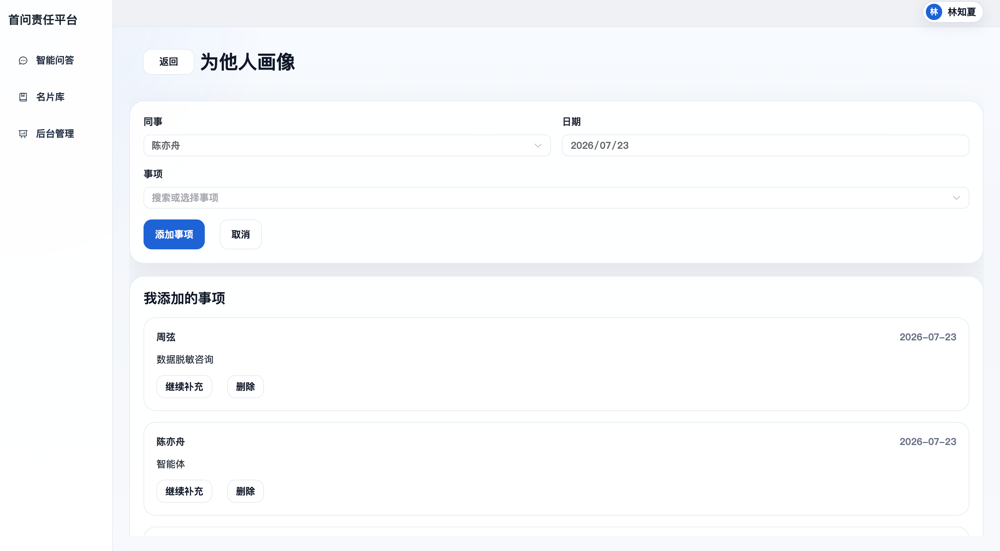 首问责任平台
智能问答
名片库
后台管理
林 林知夏
返回 为他人画像
同事
陈亦舟
日期
2026/07/23
事项
搜索或选择事项
添加事项 取消
我添加的事项
周弦 2026-07-23
数据脱敏咨询
继续补充 删除
陈亦舟 2026-07-23
智能体
继续补充 删除